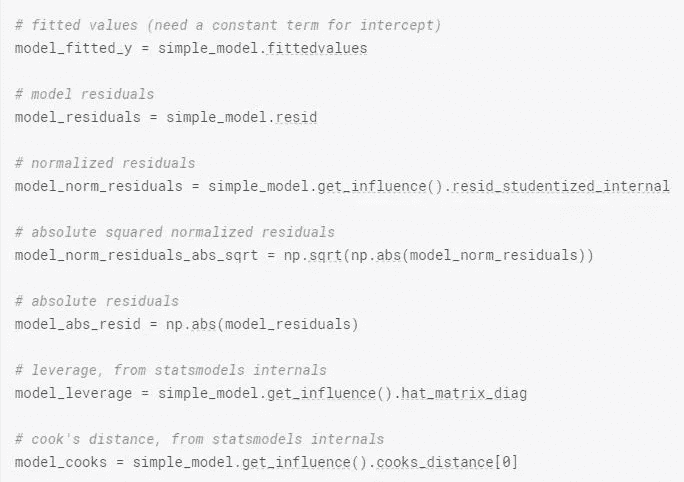 # fitted values (need a constant term for intercept)
model_fitted_y = simple_model.fittedvalues
# model residuals
model_residuals = simple_model.resid
# normalized residuals
model_norm_residuals = simple_model.get_influence().resid_studentized_internal
# absolute squared normalized residuals
model_norm_residuals_abs_sqrt = np.sqrt(np.abs(model_norm_residuals))
# absolute residuals
model_abs_resid = np.abs(model_residuals)
# leverage, from statsmodels internals
model_leverage = simple_model.get_influence().hat_matrix_diag
# cook's distance, from statsmodels internals
model_cooks = simple_model.get_influence().cooks_distance[0]